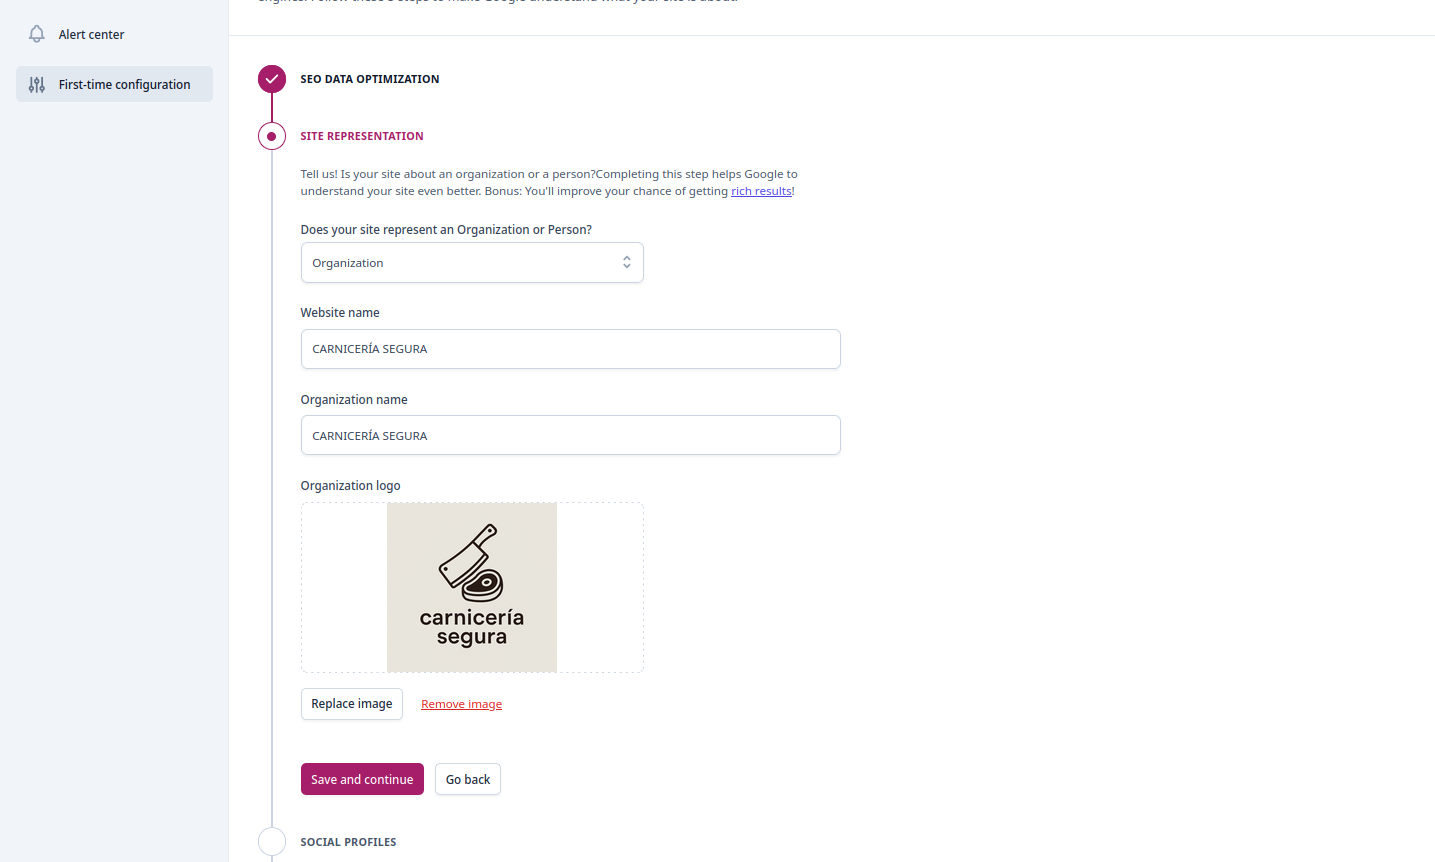 Alert center
First-time configuration
SEO DATA OPTIMIZATION
SITE REPRESENTATION
Tell us! Is your site about an organization or a person?Completing this step helps Google to
understand your site even better. Bonus: You'll improve your chance of getting rich results!
Does your site represent an Organization or Person?
Organization
Website name
CARNICERÍA SEGURA
Organization name
CARNICERÍA SEGURA
Organization logo
carnicería
segura
Replace image
Remove image
Save and continue
Go back
SOCIAL PROFILES